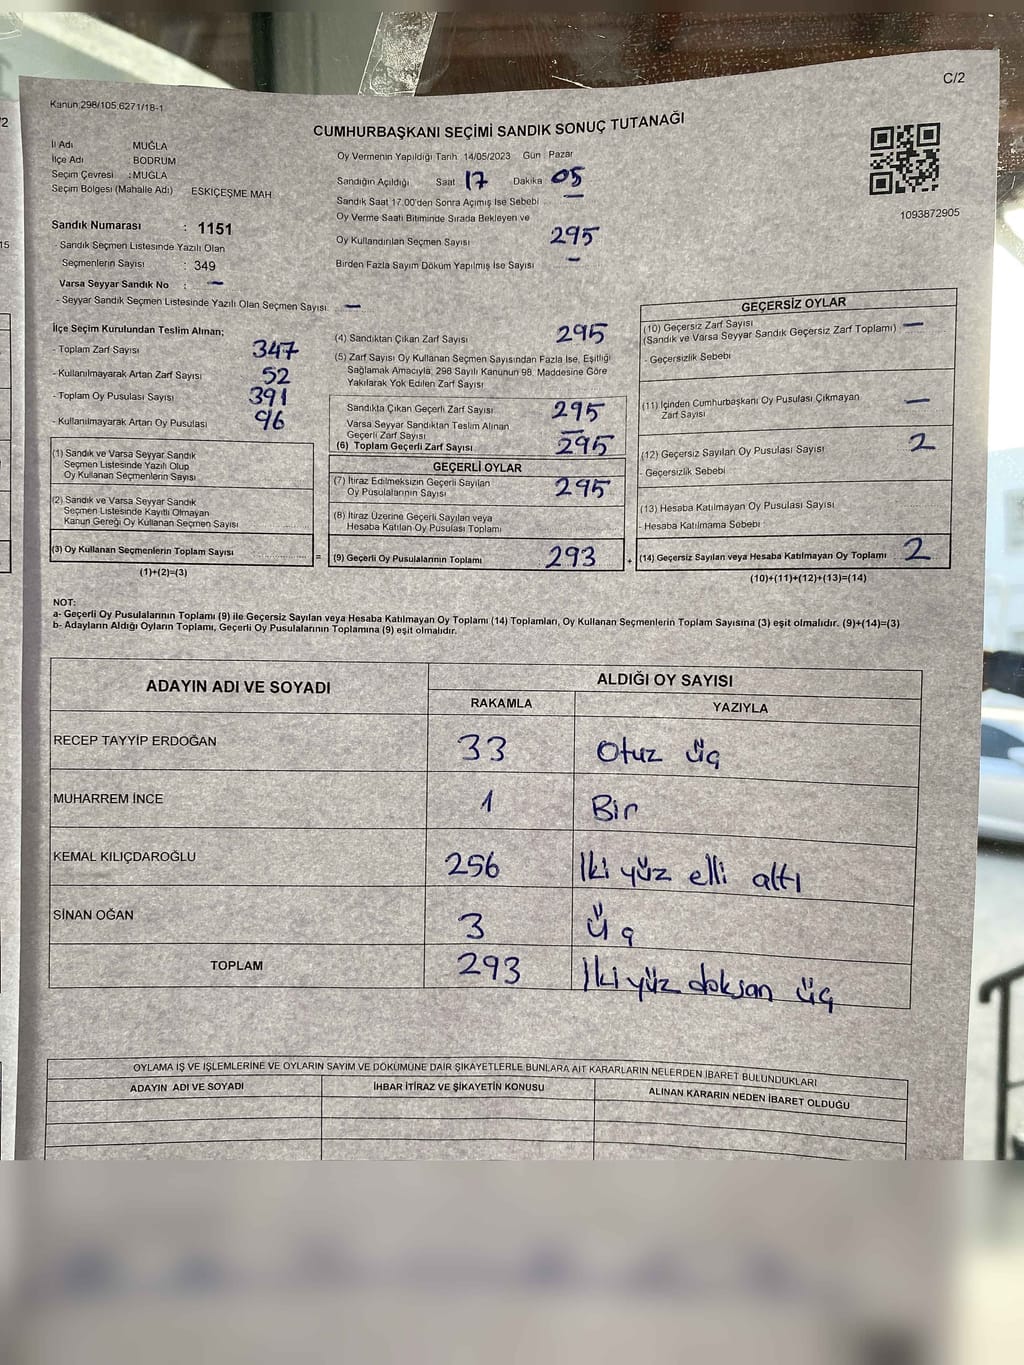 C/2
Kanun:298/105.6271/18-1
CUMHURBAŞKANI SEÇİMİ SANDIK SONUÇ TUTANAĞI
İl Adı MUĞLA
İlçe Adı BODRUM
Seçim Çevresi : MUĞLA
Seçim Bölgesi (Mahalle Adı) ESKİÇEŞME MAH
Oy Vermenin Yapıldığı Tarih 14/05/2023 Gün : Pazar
Sandığın Açıldığı Saat 17 Dakika 05
Sandık Saat 17.00'den Sonra Açımış İse Sebebi —
Oy Verme Saati Bitiminde Sırada Bekleyen ve
Oy Kullandırılan Seçmen Sayısı 295
Birden Fazla Sayım Döküm Yapılmış İse Sayısı —
1093872905
Sandık Numarası : 1151
- Sandık Seçmen Listesinde Yazılı Olan
Seçmenlerin Sayısı : 349
Varsa Seyyar Sandık No : —
- Seyyar Sandık Seçmen Listesinde Yazılı Olan Seçmen Sayısı —
İlçe Seçim Kurulundan Teslim Alınan;
- Toplam Zarf Sayısı 347
- Kullanılmayarak Artan Zarf Sayısı 52
- Toplam Oy Pusulası Sayısı 391
- Kullanılmayarak Artan Oy Pusulası 96
(1) Sandık ve Varsa Seyyar Sandık
Seçmen Listesinde Yazılı Olup
Oy Kullanan Seçmenlerin Sayısı
(2) Sandık ve Varsa Seyyar Sandık
Seçmen Listesinde Kayıtlı Olmayan
Kanun Gereği Oy Kullanan Seçmen Sayısı
(3) Oy Kullanan Seçmenlerin Toplam Sayısı
(1)+(2)=(3)
(4) Sandıktan Çıkan Zarf Sayısı 295
(5) Zarf Sayısı Oy Kullanan Seçmen Sayısından Fazla İse, Eşitliği
Sağlamak Amacıyla, 298 Sayılı Kanunun 98. Maddesine Göre
Yakılarak Yok Edilen Zarf Sayısı
Sandıkta Çıkan Geçerli Zarf Sayısı 295
Varsa Seyyar Sandıktan Teslim Alınan
Geçerli Zarf Sayısı —
(6) Toplam Geçerli Zarf Sayısı 295
GEÇERLİ OYLAR
(7) İtiraz Edilmeksizin Geçerli Sayılan
Oy Pusulalarının Sayısı 295
(8) İtiraz Üzerine Geçerli Sayılan veya
Hesaba Katılan Oy Pusulası Toplamı
= (9) Geçerli Oy Pusulalarının Toplamı 293
GEÇERSİZ OYLAR
(10) Geçersiz Zarf Sayısı —
(Sandık ve Varsa Seyyar Sandık Geçersiz Zarf Toplamı)
- Geçersizlik Sebebi
(11) İçinden Cumhurbaşkanı Oy Pusulası Çıkmayan
Zarf Sayısı —
(12) Geçersiz Sayılan Oy Pusulası Sayısı 2
- Geçersizlik Sebebi
(13) Hesaba Katılmayan Oy Pusulası Sayısı
- Hesaba Katılmama Sebebi
+ (14) Geçersiz Sayılan veya Hesaba Katılmayan Oy Toplamı 2
(10)+(11)+(12)+(13)=(14)
NOT:
a- Geçerli Oy Pusulalarının Toplamı (9) ile Geçersiz Sayılan veya Hesaba Katılmayan Oy Toplamı (14) Toplamları, Oy Kullanan Seçmenlerin Toplam Sayısına (3) eşit olmalıdır. (9)+(14)=(3)
b- Adayların Aldığı Oyların Toplamı, Geçerli Oy Pusulalarının Toplamına (9) eşit olmalıdır.
ADAYIN ADI VE SOYADI ALDIĞI OY SAYISI
RAKAMLA YAZIYLA
RECEP TAYYİP ERDOĞAN 33 Otuz üç
MUHARREM İNCE 1 Bir
KEMAL KILIÇDAROĞLU 256 İki yüz elli altı
SİNAN OĞAN 3 Üç
TOPLAM 293 İki yüz doksan üç
OYLAMA İŞ VE İŞLEMLERİNE VE OYLARIN SAYIM VE DÖKÜMÜNE DAİR ŞİKAYETLERLE BUNLARA AİT KARARLARIN NELERDEN İBARET BULUNDUKLARI
ADAYIN ADI VE SOYADI İHBAR İTİRAZ VE ŞİKAYETİN KONUSU ALINAN KARARIN NEDEN İBARET OLDUĞU